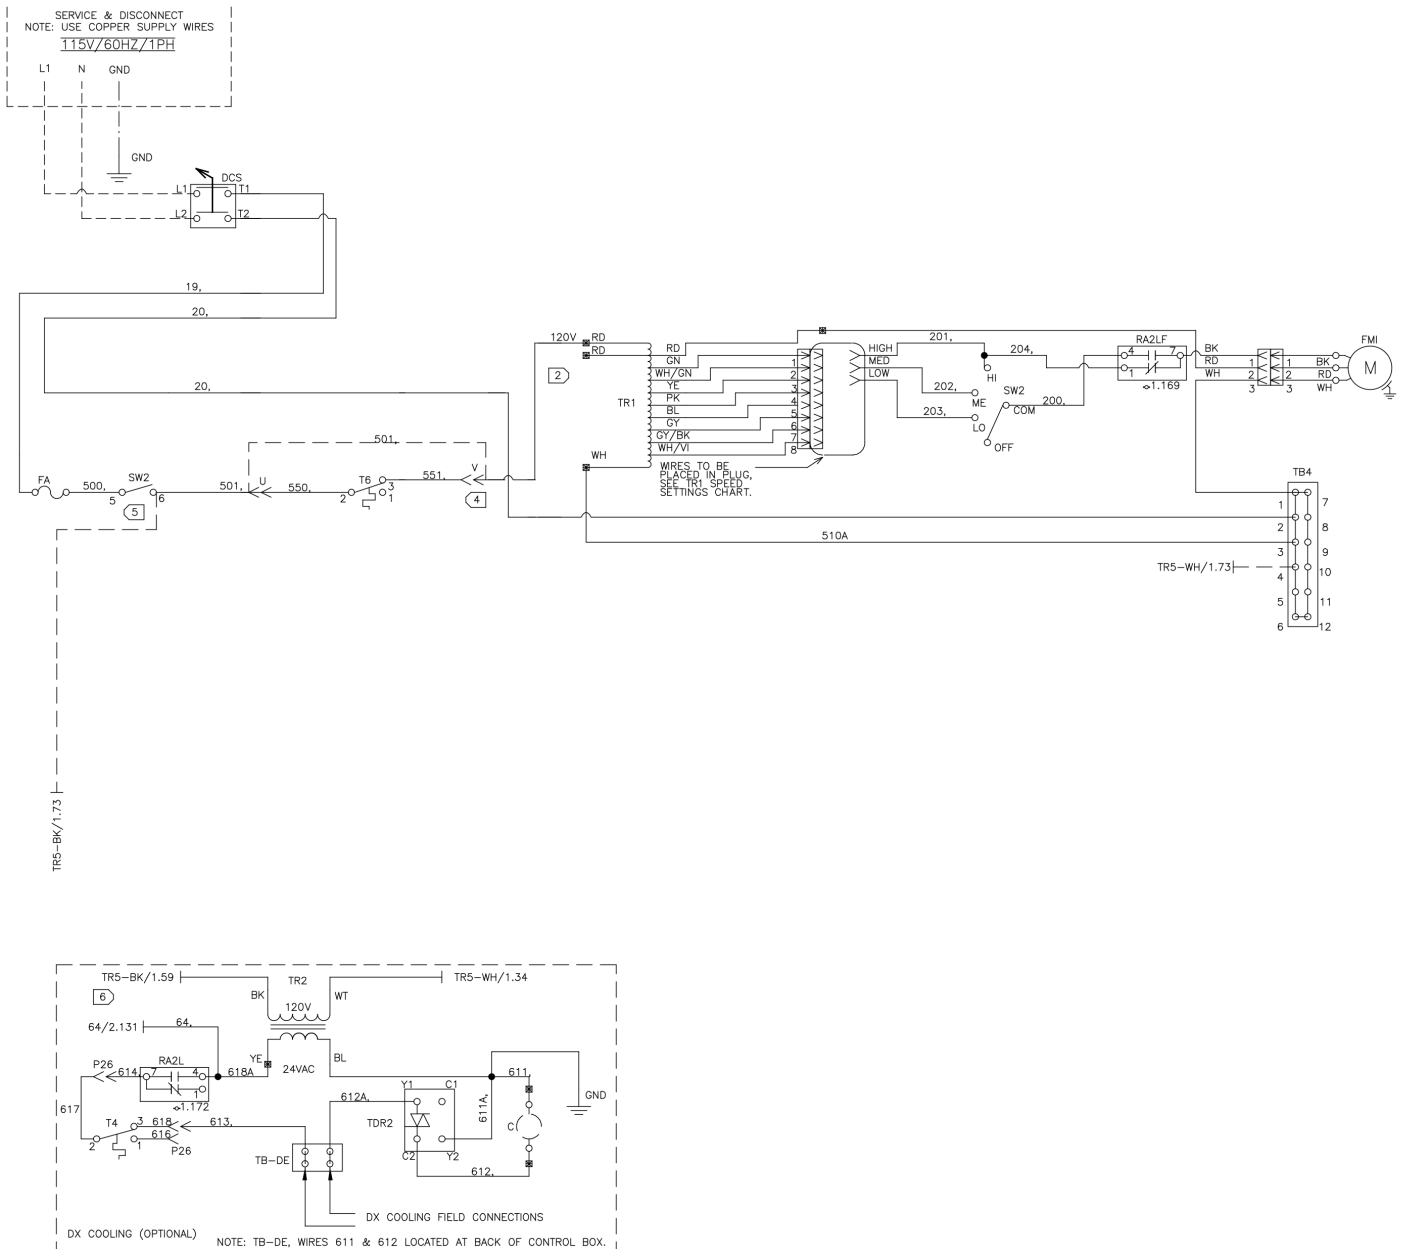 SERVICE & DISCONNECT
NOTE: USE COPPER SUPPLY WIRES
115V/60HZ/1PH
L1 N GND
GND
DCS
L1 T1
L2 T2
19,
20,
20,
120V RD
RD
2
TR1
WH
RD
GN
WH/GN
YE
PK
BL
GY
GY/BK
WH/VI
1
2
3
4
5
6
7
8
WIRES TO BE
PLACED IN PLUG,
SEE TR1 SPEED
SETTINGS CHART.
HIGH
MED
LOW
201,
202,
203,
204,
HI
ME
LO
OFF
SW2
COM
200,
RA2LF
4 7
1
1.169
BK
RD
WH
1
2
3
1
2
3
BK
RD
WH
FMI
M
FA
500,
SW2
5 6
5
501,
501,
U
550,
T6
2
3
1
551,
V
4
510A
TR5-WH/1.73
TB4
1
2
3
4
5
6
7
8
9
10
11
12
TR5-BK/1.73
TR5-BK/1.59
TR2
TR5-WH/1.34
6
BK
120V
WT
64/2.131
64,
YE
24VAC
BL
P26
614,
RA2L
7 4
1
1.172
618A
617
T4
2
3
1
618
616
P26
613,
TB-DE
612A,
Y1 C1
TDR2
C2 Y2
611A,
611,
612,
C
GND
DX COOLING FIELD CONNECTIONS
DX COOLING (OPTIONAL)
NOTE: TB-DE, WIRES 611 & 612 LOCATED AT BACK OF CONTROL BOX.